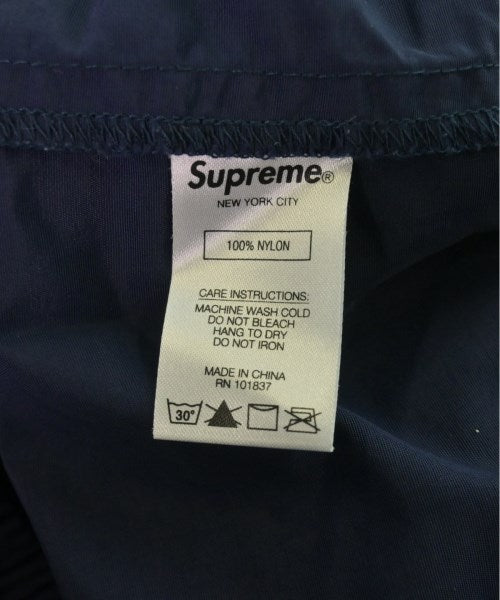 Supreme®
NEW YORK CITY
100% NYLON
CARE INSTRUCTIONS:
MACHINE WASH COLD
DO NOT BLEACH
HANG TO DRY
DO NOT IRON
MADE IN CHINA
RN 101837
30°